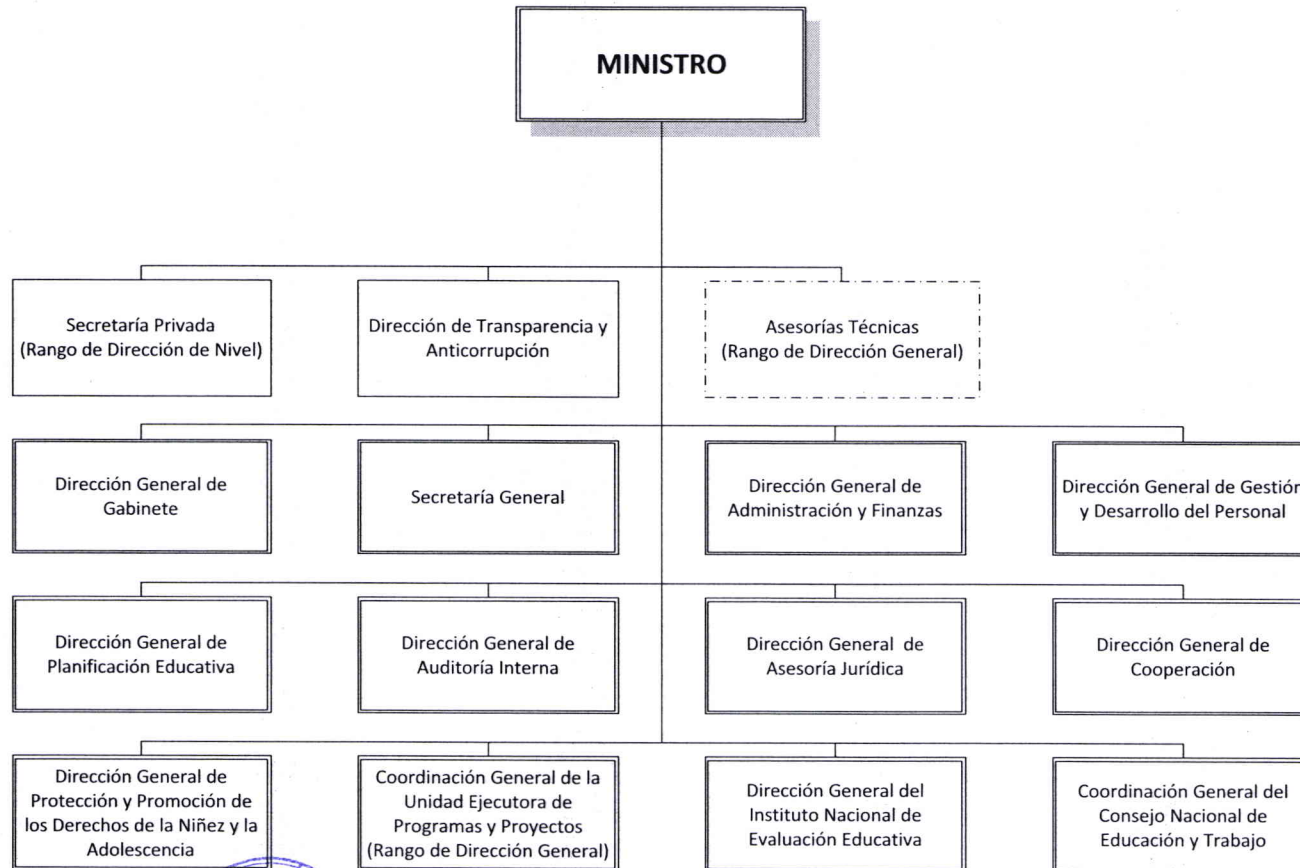 MINISTRO
Secretaría Privada
(Rango de Dirección de Nivel)
Dirección de Transparencia y
Anticorrupción
Asesorías Técnicas
(Rango de Dirección General)
Dirección General de
Gabinete
Secretaría General
Dirección General de
Administración y Finanzas
Dirección General de Gestión
y Desarrollo del Personal
Dirección General de
Planificación Educativa
Dirección General de
Auditoría Interna
Dirección General  de
Asesoría Jurídica
Dirección General de
Cooperación
Dirección General de
Protección y Promoción de
los Derechos de la Niñez y la
Adolescencia
Coordinación General de la
Unidad Ejecutora de
Programas y Proyectos
(Rango de Dirección General)
Dirección General del
Instituto Nacional de
Evaluación Educativa
Coordinación General del
Consejo Nacional de
Educación y Trabajo